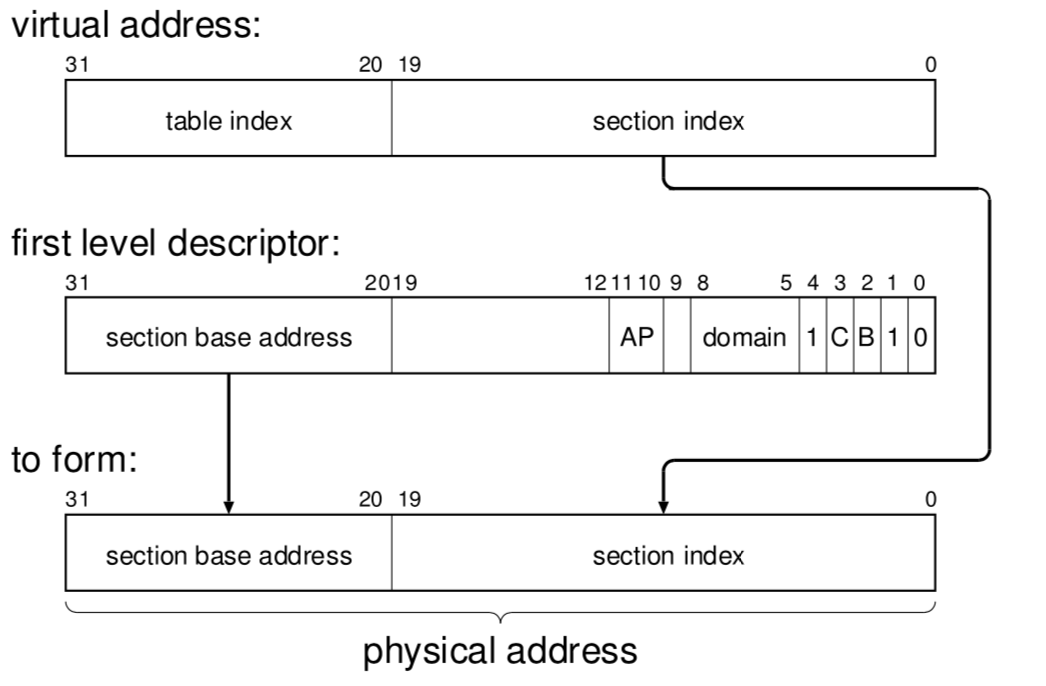 virtual address:
31 20 19 0
table index section index
first level descriptor:
31 2019 12 11 10 9 8 5 4 3 2 1 0
section base address AP domain 1 C B 1 0
to form:
31 20 19 0
section base address section index
physical address